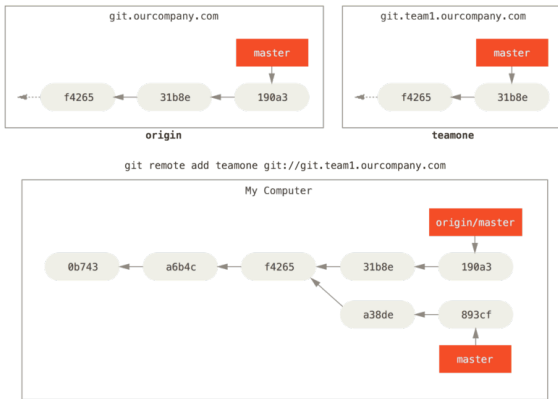 git.ourcompany.com
master
f4265 31b8e 190a3
origin
git.team1.ourcompany.com
master
f4265 31b8e
teamone
git remote add teamone git://git.team1.ourcompany.com
My Computer
origin/master
0b743 a6b4c f4265 31b8e 190a3
a38de 893cf
master